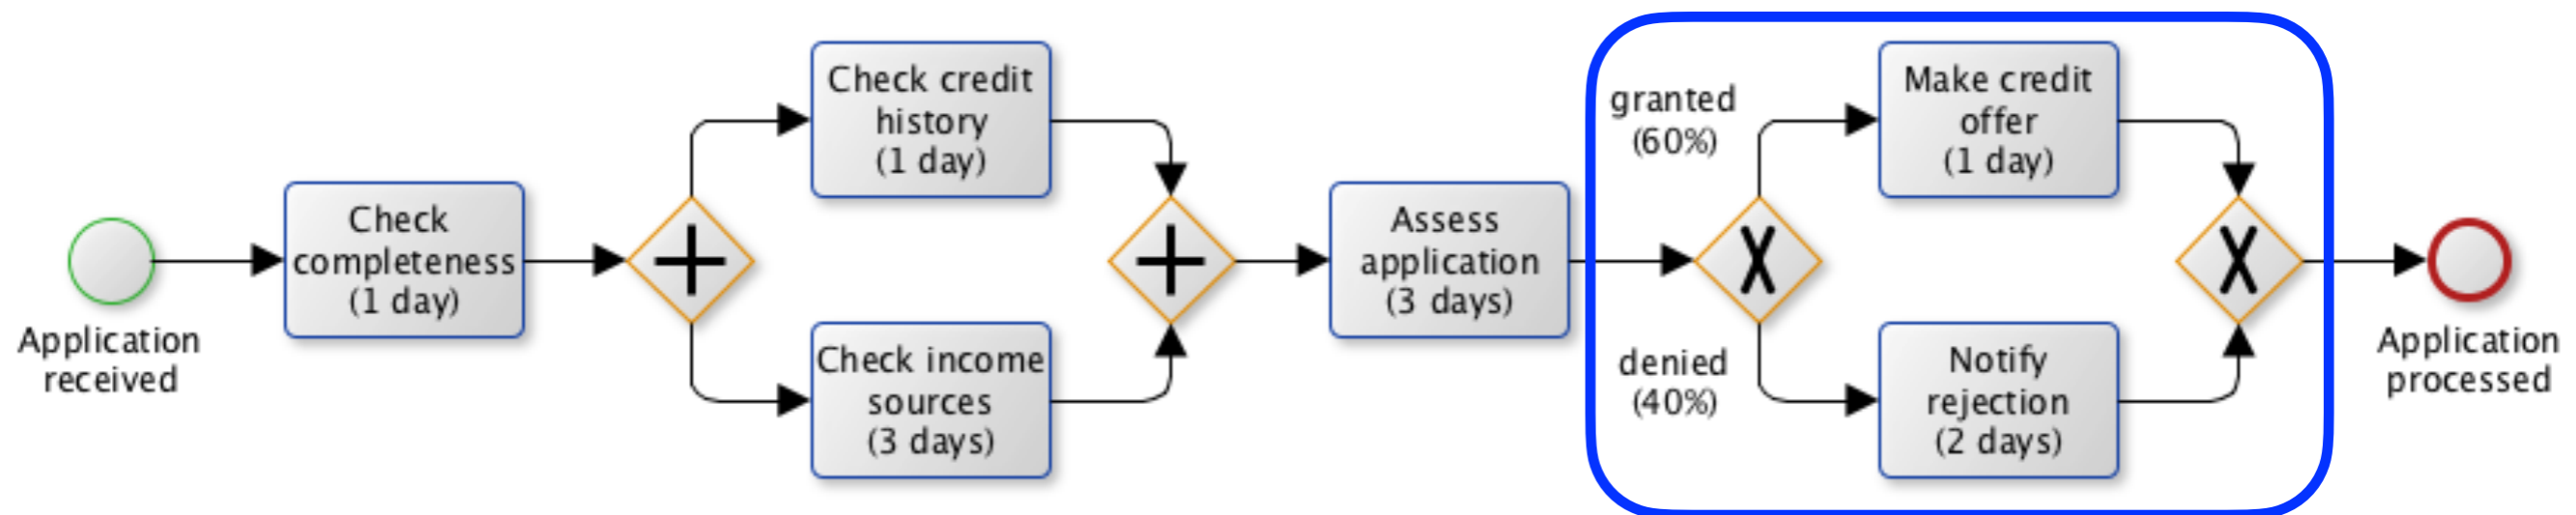 Application
received
Check
completeness
(1 day)
Check credit
history
(1 day)
Check income
sources
(3 days)
Assess
application
(3 days)
granted
(60%)
denied
(40%)
Make credit
offer
(1 day)
Notify
rejection
(2 days)
Application
processed